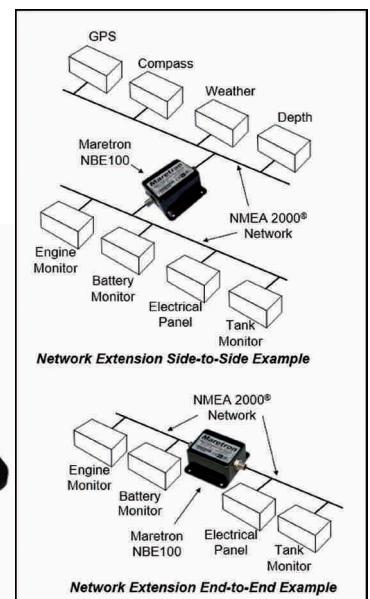 GPS
Compass
Weather
Depth
Maretron
NBE100
Maretron
NMEA 2000®
Network
Engine
Monitor
Battery
Monitor
Electrical
Panel
Tank
Monitor
Network Extension Side-to-Side Example
NMEA 2000®
Network
Maretron
Engine
Monitor
Battery
Monitor
Maretron
NBE100
Electrical
Panel
Tank
Monitor
Network Extension End-to-End Example